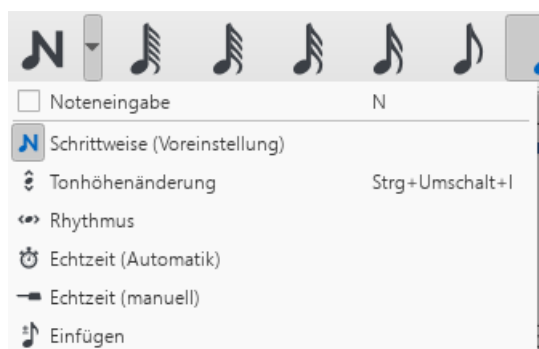 N
Noteneingabe N
Schrittweise (Voreinstellung)
Tonhöhenänderung Strg+Umschalt+I
Rhythmus
Echtzeit (Automatik)
Echtzeit (manuell)
Einfügen